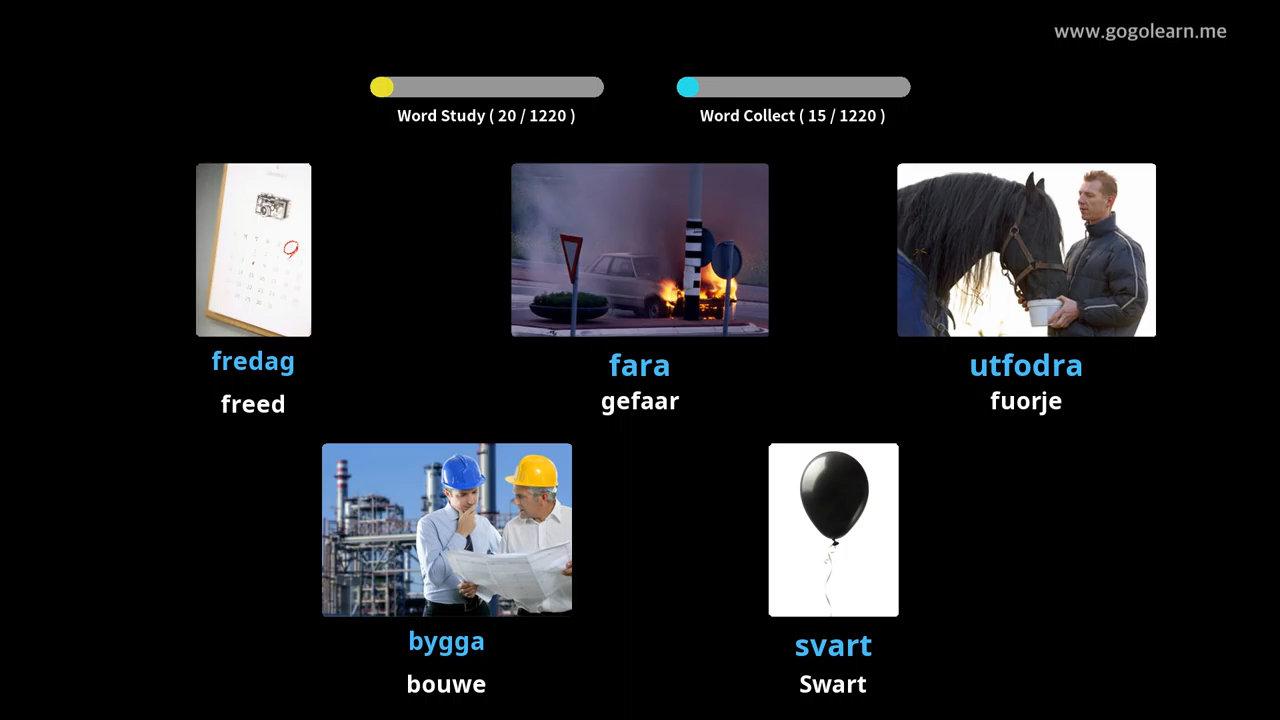 www.gogolearn.me
Word Study ( 20 / 1220 )
Word Collect ( 15 / 1220 )
fredag
freed
fara
gefaar
utfodra
fuorje
bygga
bouwe
svart
Swart